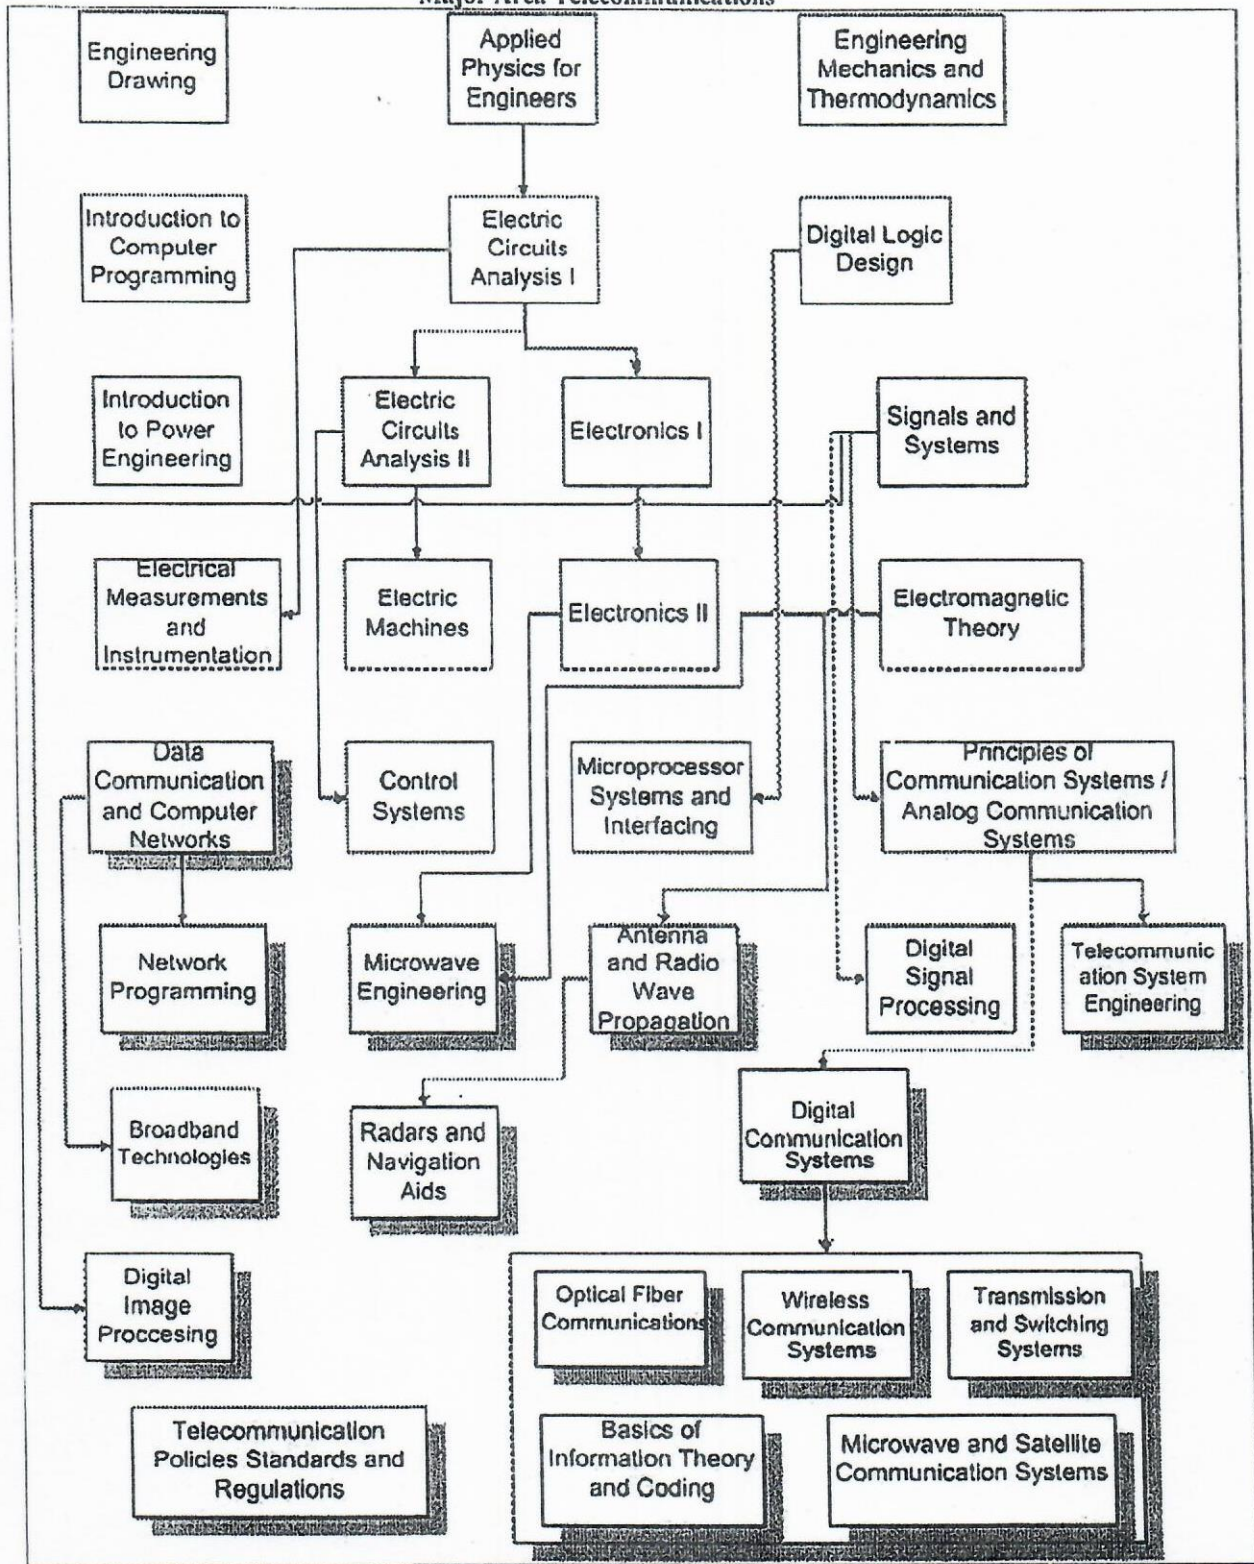 Major Area Telecommunications
Engineering
Drawing
Applied
Physics for
Engineers
Engineering
Mechanics and
Thermodynamics
Introduction to
Computer
Programming
Electric
Circuits
Analysis I
Digital Logic
Design
Introduction
to Power
Engineering
Electric
Circuits
Analysis II
Electronics I
Signals and
Systems
Electrical
Measurements
and
Instrumentation
Electric
Machines
Electronics II
Electromagnetic
Theory
Data
Communication
and Computer
Networks
Control
Systems
Microprocessor
Systems and
Interfacing
Principles of
Communication Systems /
Analog Communication
Systems
Network
Programming
Microwave
Engineering
Antenna
and Radio
Wave
Propagation
Digital
Signal
Processing
Telecommunic
ation System
Engineering
Broadband
Technologies
Radars and
Navigation
Aids
Digital
Communication
Systems
Digital
Image
Proccesing
Optical Fiber
Communications
Wireless
Communication
Systems
Transmission
and Switching
Systems
Telecommunication
Policies Standards and
Regulations
Basics of
Information Theory
and Coding
Microwave and Satellite
Communication Systems